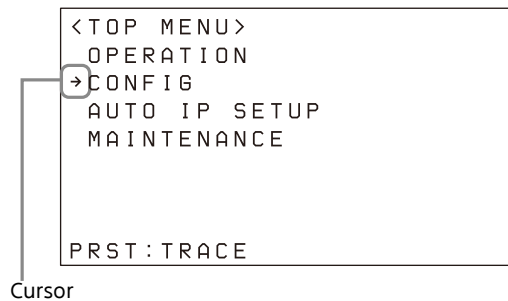 <TOP MENU>
OPERATION
→CONFIG
AUTO IP SETUP
MAINTENANCE
PRST:TRACE
Cursor